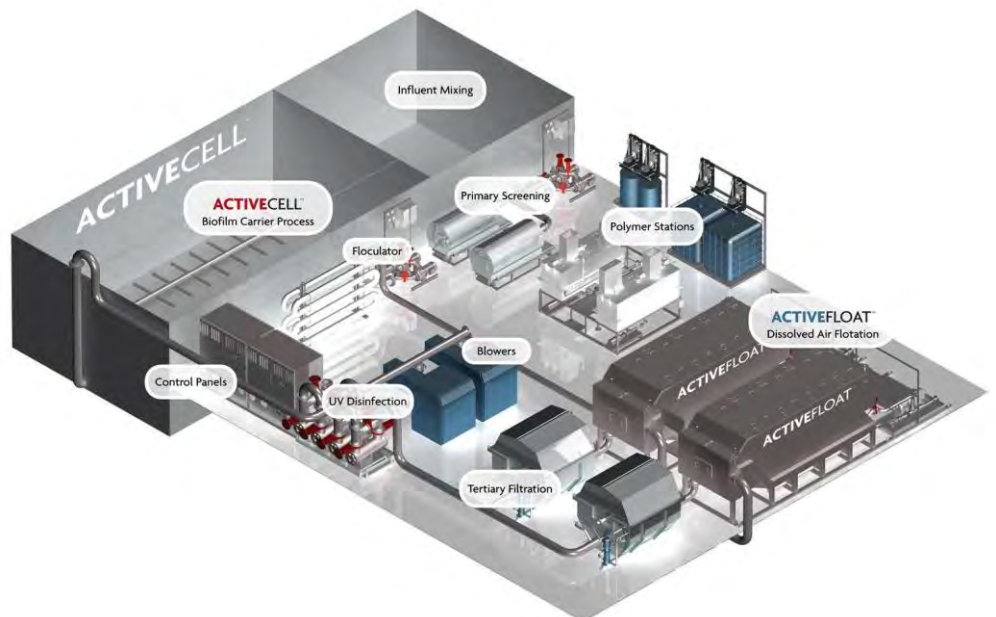 Influent Mixing
ACTIVECELL™
ACTIVECELL™
Biofilm Carrier Process
Primary Screening
Polymer Stations
Floculator
ACTIVEFLOAT™
Dissolved Air Flotation
Blowers
Control Panels
UV Disinfection
ACTIVEFLOAT
ACTIVEFLOAT
Tertiary Filtration